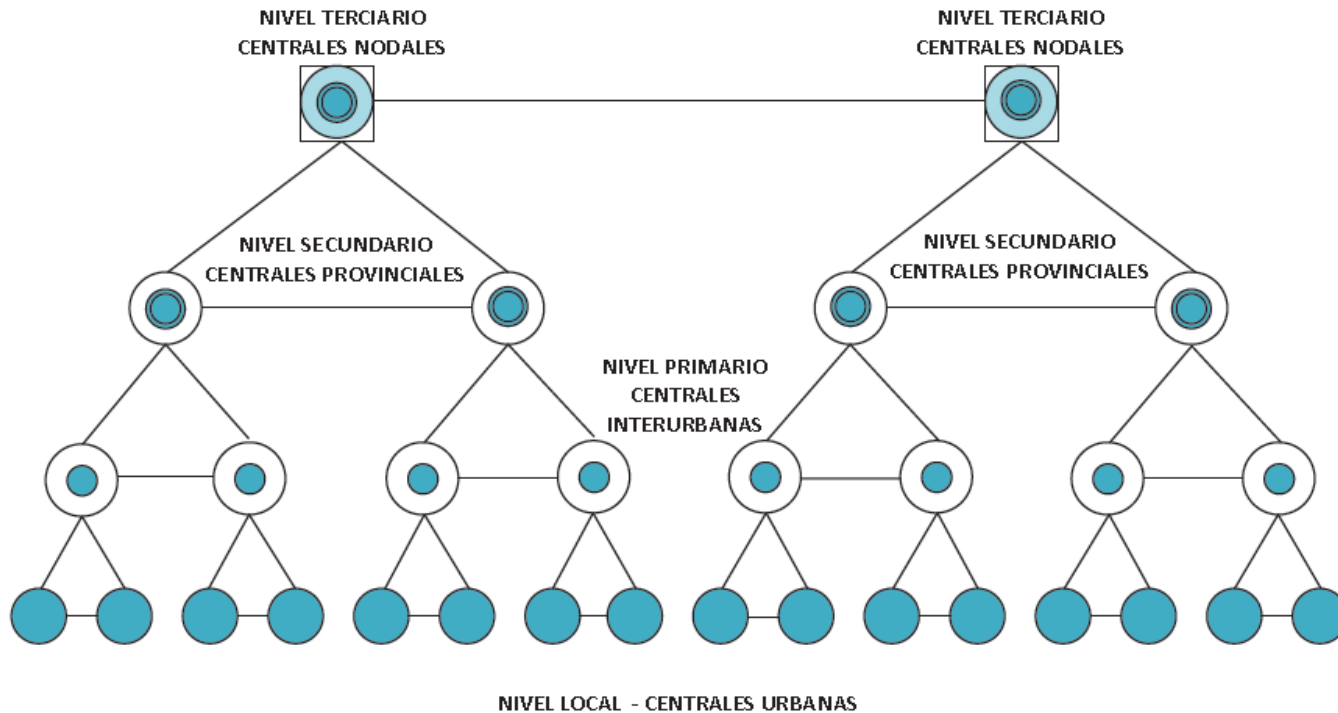 NIVEL TERCIARIO
CENTRALES NODALES
NIVEL TERCIARIO
CENTRALES NODALES
NIVEL SECUNDARIO
CENTRALES PROVINCIALES
NIVEL SECUNDARIO
CENTRALES PROVINCIALES
NIVEL PRIMARIO
CENTRALES
INTERURBANAS
NIVEL LOCAL - CENTRALES URBANAS